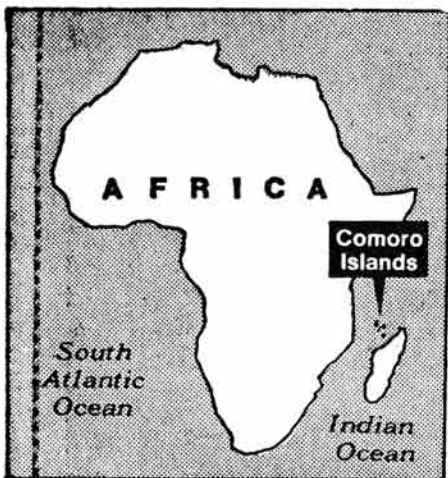 AFRICA
Comoro
Islands
South
Atlantic
Ocean
Indian
Ocean